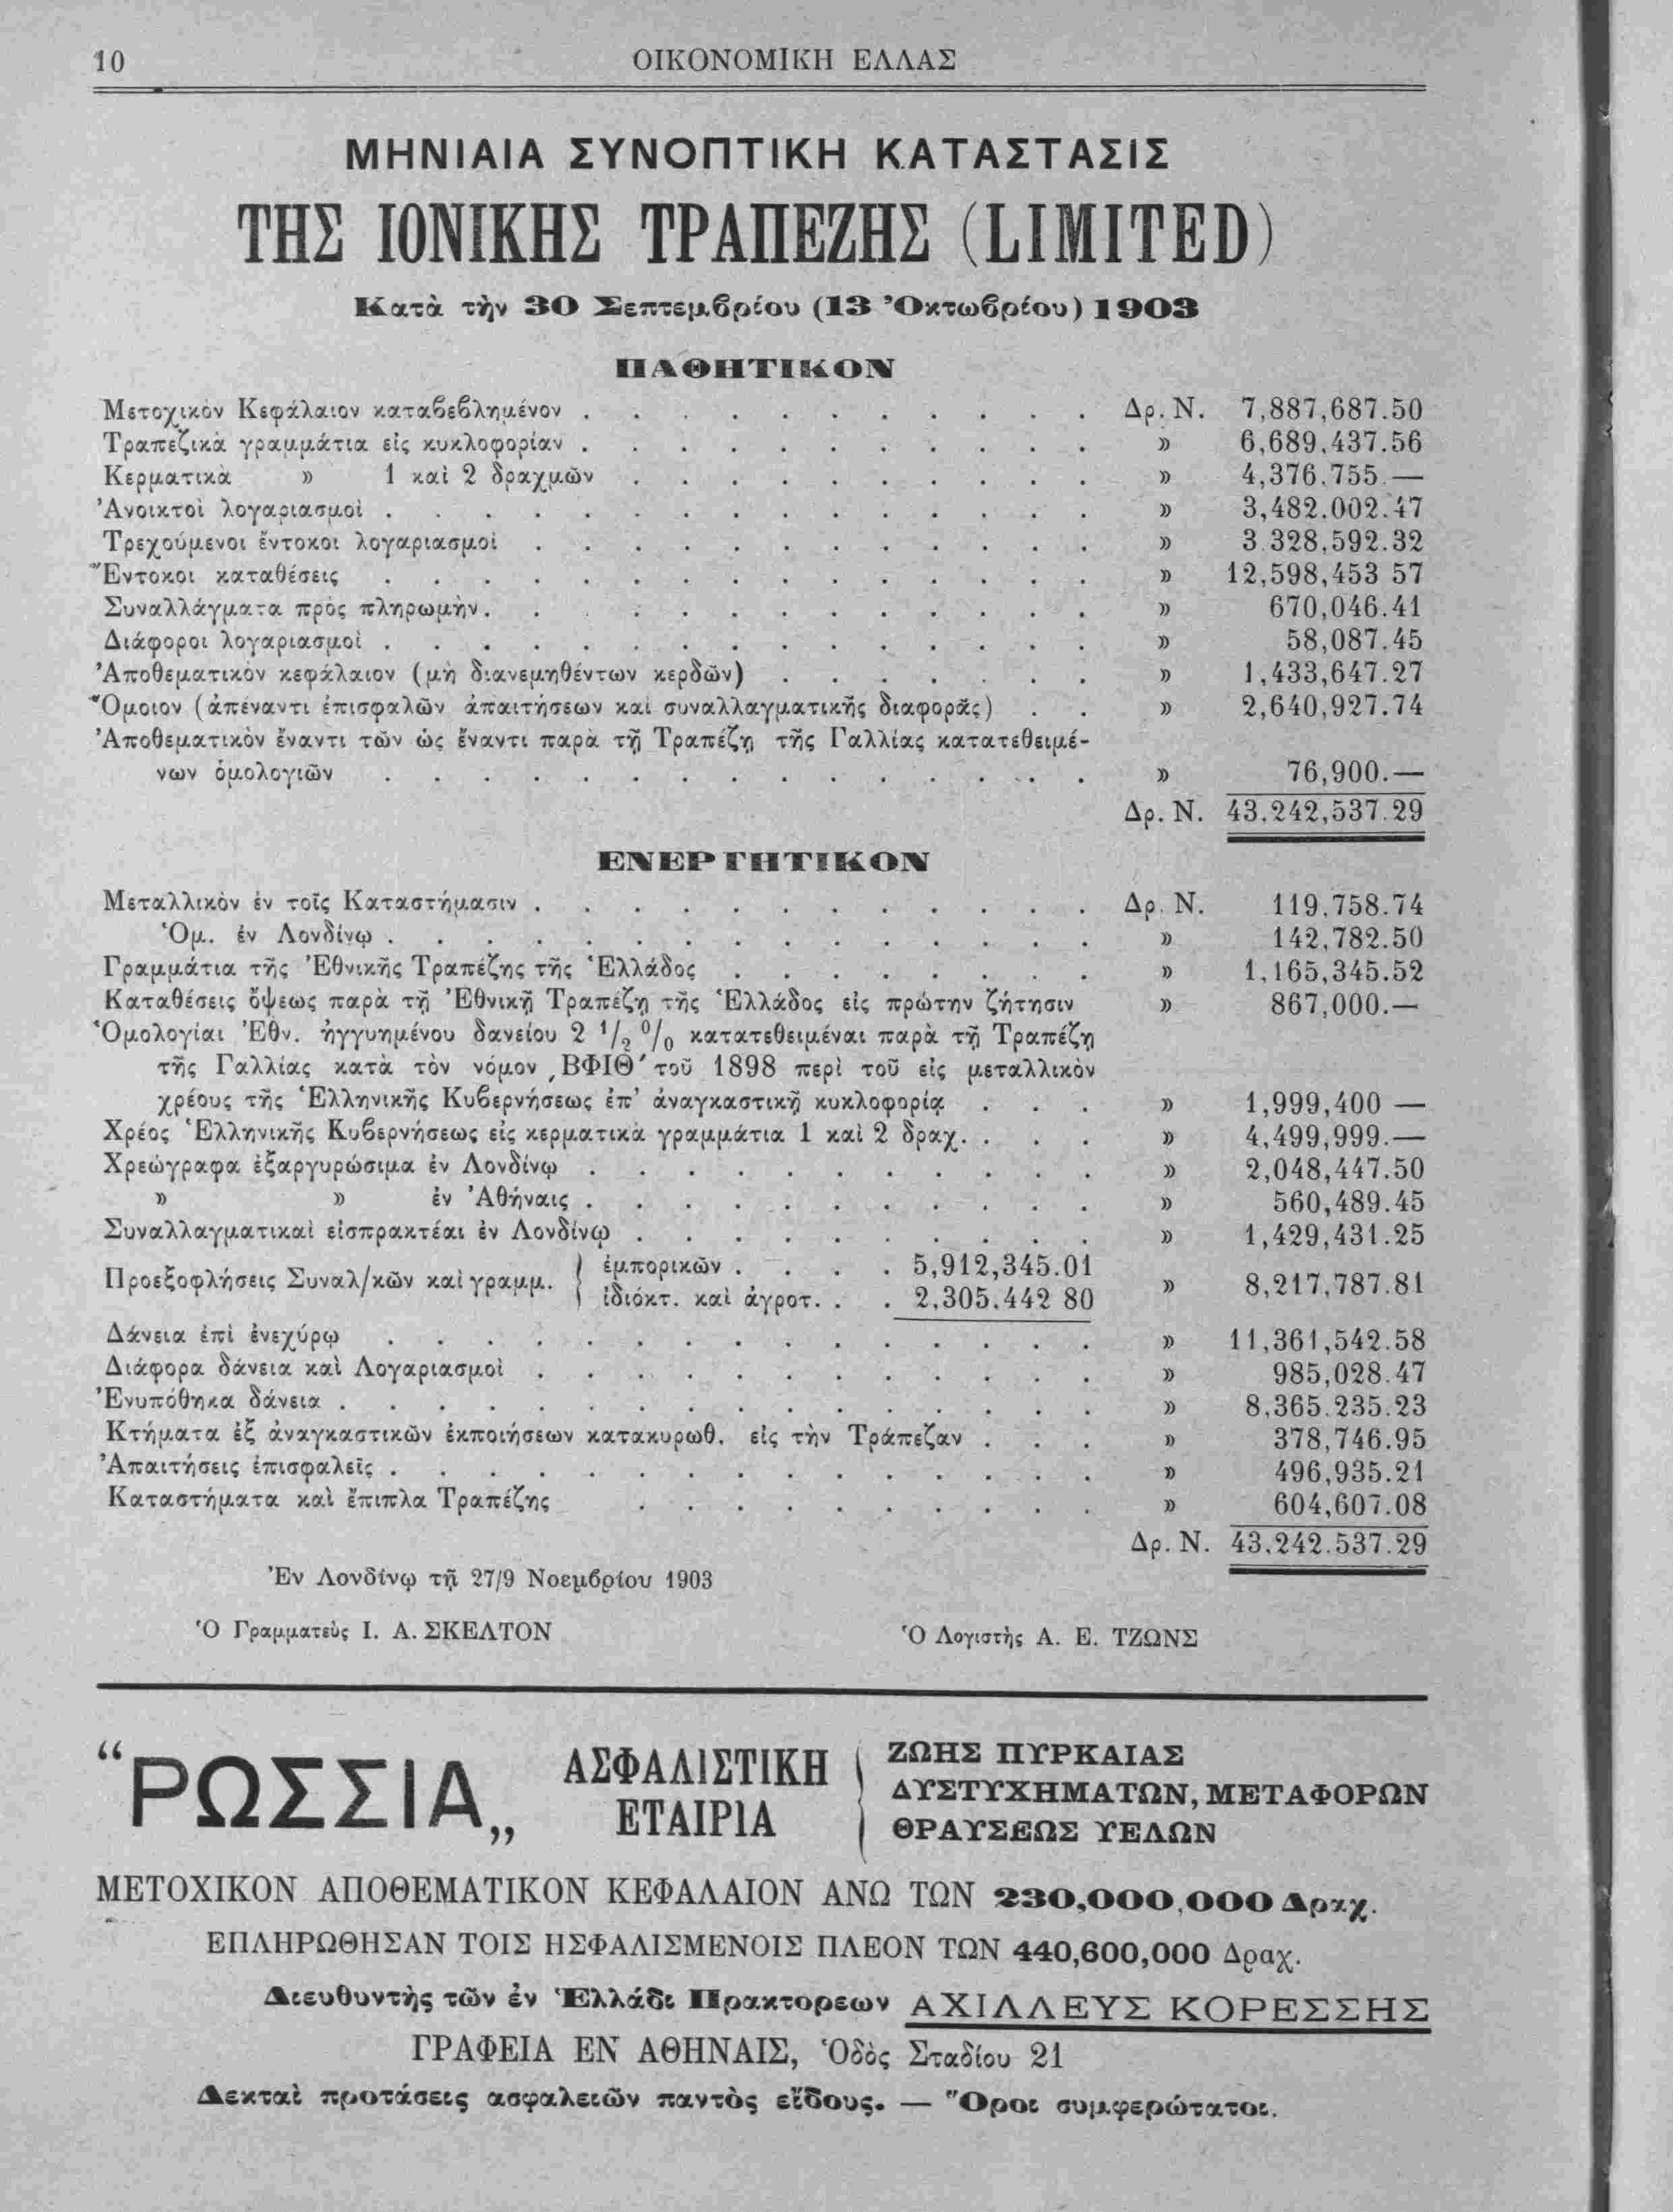 10 ΟΙΚΟΝΟΜΙΚΗ ΕΛΛΑΣ
ΜΗΝΙΑΙΑ ΣΥΝΟΠΤΙΚΗ ΚΑΤΑΣΤΑΣΙΣ
ΤΗΣ ΙΟΝΙΚΗΣ ΤΡΑΠΕΖΗΣ (LIMITED)
Κατὰ τὴν 30 Σεπτεμβρίου (13 Ὀκτωβρίου) 1903
ΠΑΘΗΤΙΚΟΝ
Μετοχικὸν Κεφάλαιον καταβεβλημένον . . . . . . . . . . . Δρ. Ν. 7,887,687.50
Τραπεζικὰ γραμμάτια εἰς κυκλοφορίαν . . . . . . . . . . . » 6,689,437.56
Κερματικὰ » 1 καὶ 2 δραχμῶν . . . . . . . . . . » 4,376.755.—
Ἀνοικτοὶ λογαριασμοὶ . . . . . . . . . . . . . . . » 3,482.002.47
Τρεχούμενοι ἔντοκοι λογαριασμοὶ . . . . . . . . . . . . » 3.328,592.32
Ἔντοκοι καταθέσεις . . . . . . . . . . . . . . . » 12,598,453 57
Συναλλάγματα πρὸς πληρωμὴν . . . . . . . . . . . . » 670,046.41
Διάφοροι λογαριασμοὶ . . . . . . . . . . . . . . . » 58,087.45
Ἀποθεματικὸν κεφάλαιον (μὴ διανεμηθέντων κερδῶν) . . . . . . . » 1,433,647.27
Ὅμοιον (ἀπέναντι ἐπισφαλῶν ἀπαιτήσεων καὶ συναλλαγματικῆς διαφορᾶς) . . » 2,640,927.74
Ἀποθεματικὸν ἔναντι τῶν ὡς ἔναντι παρὰ τῇ Τραπέζῃ τῆς Γαλλίας κατατεθειμέ-
νων ὁμολογιῶν . . . . . . . . . . . . . . . » 76,900.—
Δρ. Ν. 43,242,537.29
ΕΝΕΡΓΗΤΙΚΟΝ
Μεταλλικὸν ἐν τοῖς Καταστήμασιν . . . . . . . . . . . . Δρ. Ν. 119,758.74
Ὁμ. ἐν Λονδίνῳ . . . . . . . . . . . . . . . » 142,782.50
Γραμμάτια τῆς Ἐθνικῆς Τραπέζης τῆς Ἑλλάδος . . . . . . . . » 1.165,345.52
Καταθέσεις ὄψεως παρὰ τῇ Ἐθνικῇ Τραπέζῃ τῆς Ἑλλάδος εἰς πρώτην ζήτησιν » 867,000.—
Ὁμολογίαι Ἐθν. ἠγγυημένου δανείου 2 1/2 0/0 κατατεθειμέναι παρὰ τῇ Τραπέζῃ
τῆς Γαλλίας κατὰ τὸν νόμον ͵ΒΦΙΘʹ τοῦ 1898 περὶ τοῦ εἰς μεταλλικὸν
χρέους τῆς Ἑλληνικῆς Κυβερνήσεως ἐπ' ἀναγκαστικῇ κυκλοφορίᾳ . . . » 1,999,400 —
Χρέος Ἑλληνικῆς Κυβερνήσεως εἰς κερματικὰ γραμμάτια 1 καὶ 2 δραχ. . . . » 4,499,999.—
Χρεώγραφα ἐξαργυρώσιμα ἐν Λονδίνῳ . . . . . . . . . . . » 2,048,447.50
» » ἐν Ἀθήναις . . . . . . . . . . . » 560,489.45
Συναλλαγματικαὶ εἰσπρακτέαι ἐν Λονδίνῳ . . . . . . . . . . » 1,429,431.25
Προεξοφλήσεις Συναλ/κῶν καὶ γραμμ. { ἐμπορικῶν . . . . 5,912,345.01
ἰδιόκτ. καὶ ἀγροτ. . . 2,305,442 80 » 8,217,787.81
Δάνεια ἐπὶ ἐνεχύρῳ . . . . . . . . . . . . . . . » 11,361,542.58
Διάφορα δάνεια καὶ Λογαριασμοὶ . . . . . . . . . . . . » 985,028.47
Ἐνυπόθηκα δάνεια . . . . . . . . . . . . . . . . » 8,365.235.23
Κτήματα ἐξ ἀναγκαστικῶν ἐκποιήσεων κατακυρωθ. εἰς τὴν Τράπεζαν . . . » 378,746.95
Ἀπαιτήσεις ἐπισφαλεῖς . . . . . . . . . . . . . . . » 496,935.21
Καταστήματα καὶ ἔπιπλα Τραπέζης . . . . . . . . . . » 604,607.08
Δρ. Ν. 43,242.537.29
Ἐν Λονδίνῳ τῇ 27/9 Νοεμβρίου 1903
Ὁ Γραμματεὺς Ι. Α. ΣΚΕΛΤΟΝ Ὁ Λογιστὴς Α. Ε. ΤΖΩΝΣ
“ΡΩΣΣΙΑ„ ΑΣΦΑΛΙΣΤΙΚΗ ΕΤΑΙΡΙΑ
ΖΩΗΣ ΠΥΡΚΑΙΑΣ
ΔΥΣΤΥΧΗΜΑΤΩΝ, ΜΕΤΑΦΟΡΩΝ
ΘΡΑΥΣΕΩΣ ΥΕΛΩΝ
ΜΕΤΟΧΙΚΟΝ ΑΠΟΘΕΜΑΤΙΚΟΝ ΚΕΦΑΛΑΙΟΝ ΑΝΩ ΤΩΝ 230,000,000 Δραχ.
ΕΠΛΗΡΩΘΗΣΑΝ ΤΟΙΣ ΗΣΦΑΛΙΣΜΕΝΟΙΣ ΠΛΕΟΝ ΤΩΝ 440,600,000 Δραχ.
Διευθυντὴς τῶν ἐν Ἑλλάδι Πρακτορεων ΑΧΙΛΛΕΥΣ ΚΟΡΕΣΣΗΣ
ΓΡΑΦΕΙΑ ΕΝ ΑΘΗΝΑΙΣ, Ὁδὸς Σταδίου 21
Δεκταὶ προτάσεις ασφαλειῶν παντὸς εἴδους. — Ὅροι συμφερώτατοι.